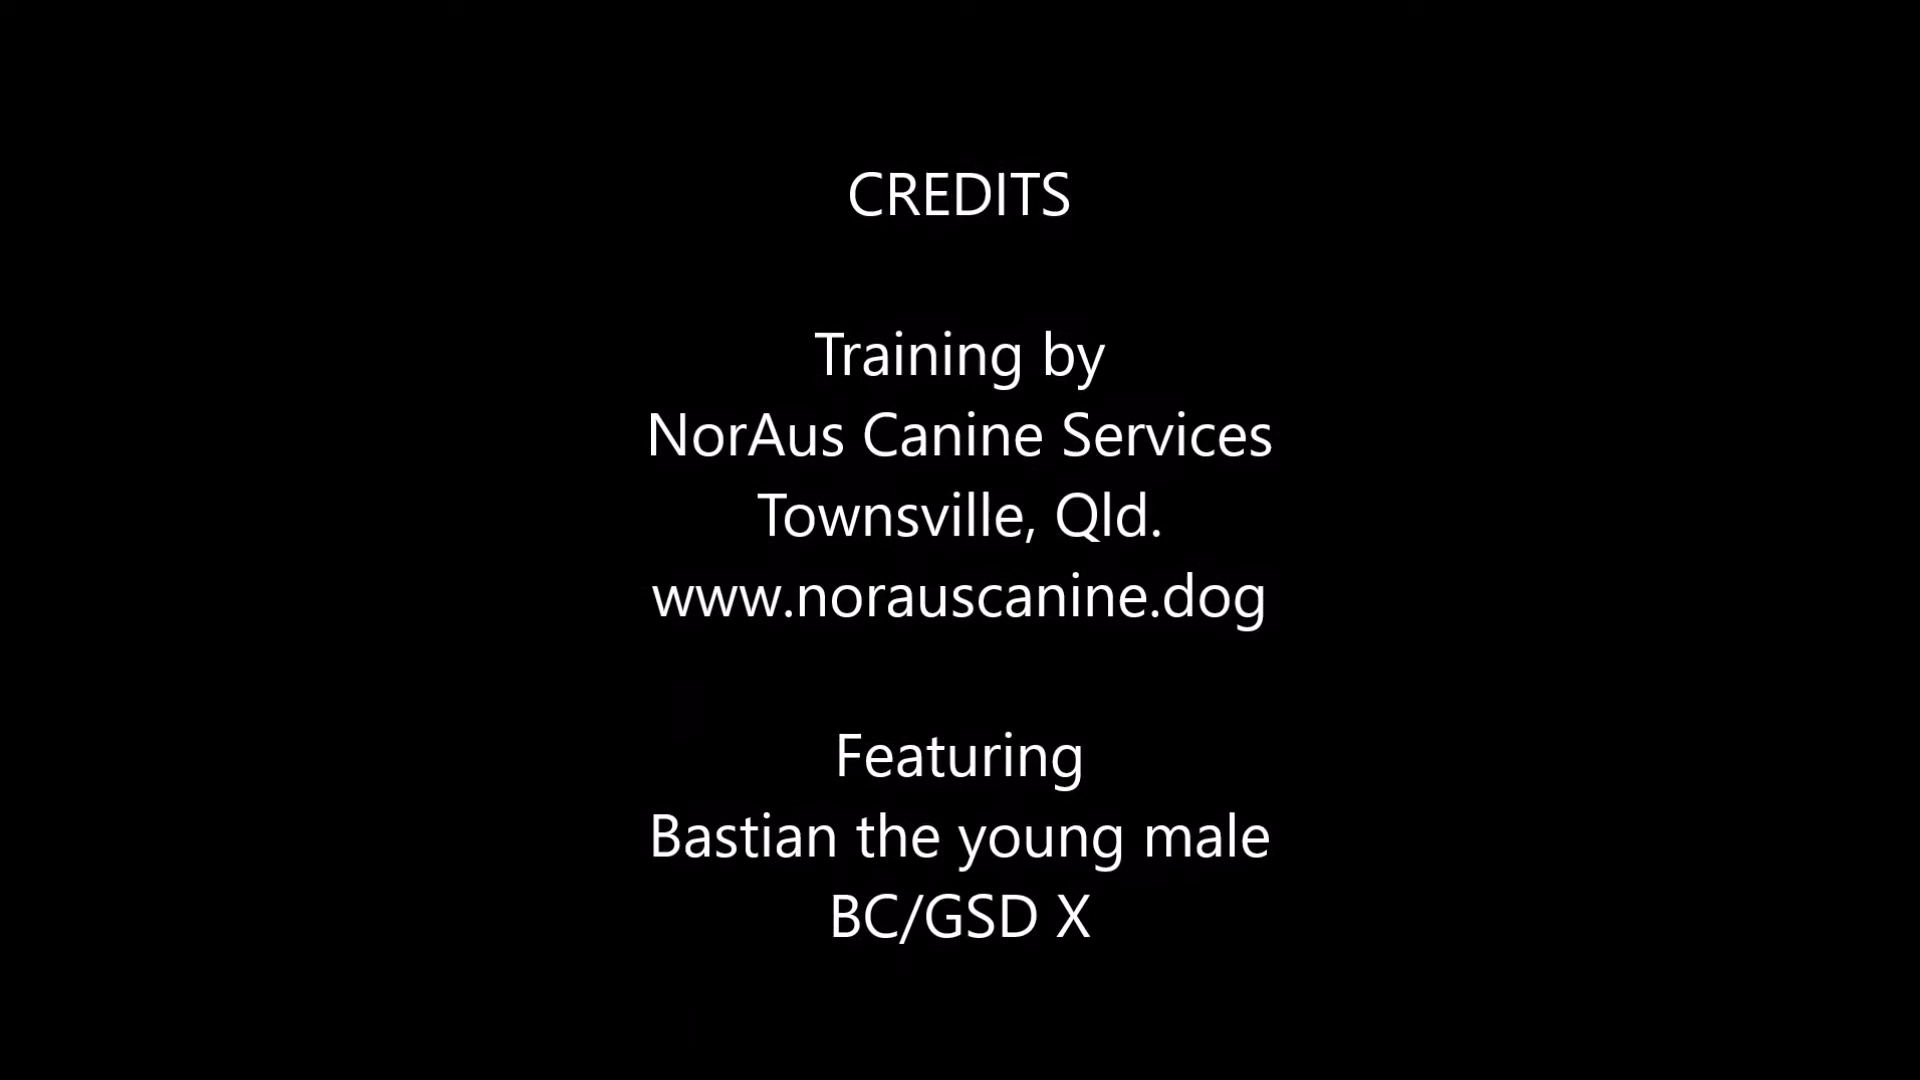 CREDITS
Training by
NorAus Canine Services
Townsville, Qld.
www.norauscanine.dog
Featuring
Bastian the young male
BC/GSD X